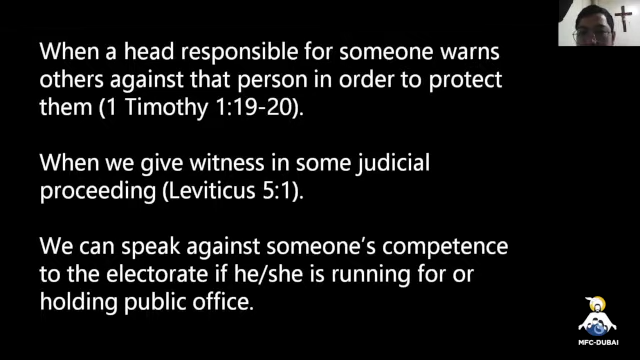 When a head responsible for someone warns
others against that person in order to protect
them (1 Timothy 1:19-20).
When we give witness in some judicial
proceeding (Leviticus 5:1).
We can speak against someone’s competence
to the electorate if he/she is running for or
holding public office.
MFC-DUBAI